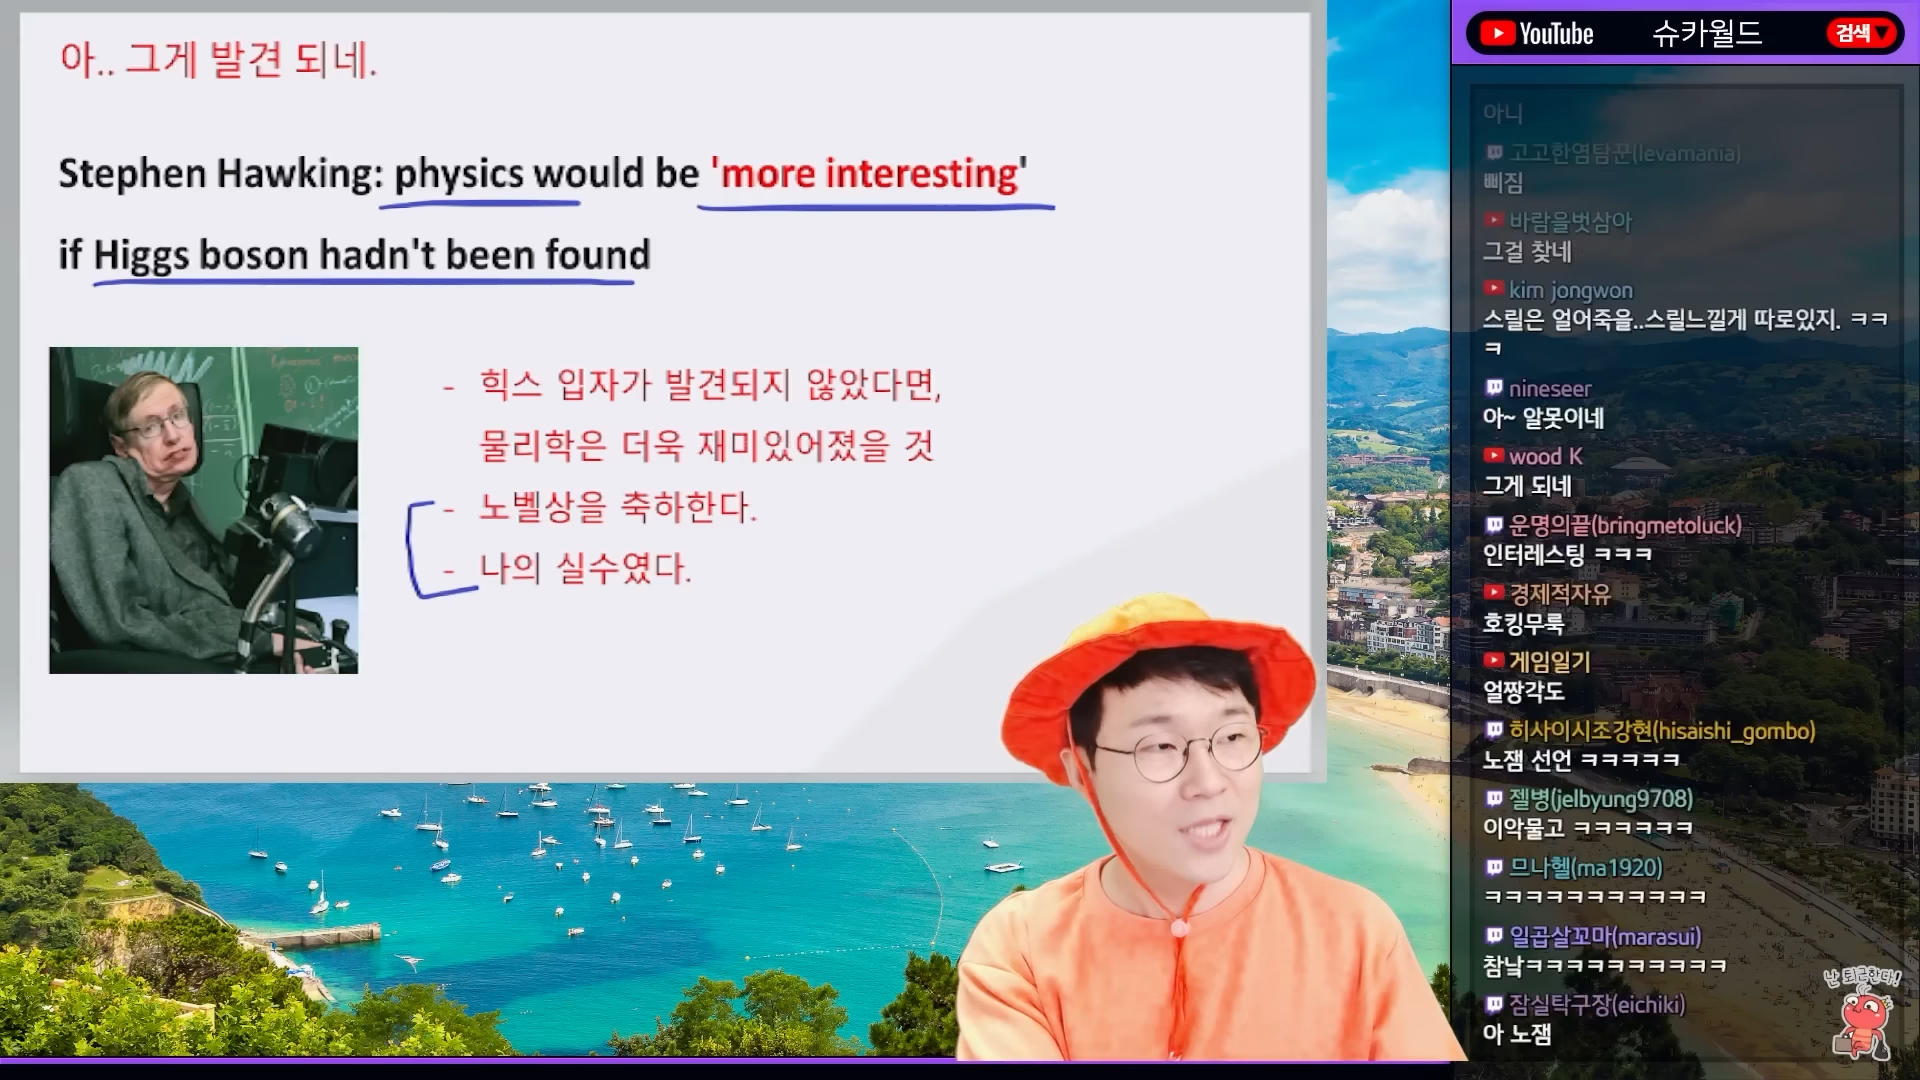 아.. 그게 발견 되네.
Stephen Hawking: physics would be 'more interesting'
if Higgs boson hadn't been found
- 힉스 입자가 발견되지 않았다면,
물리학은 더욱 재미있어졌을 것
- 노벨상을 축하한다.
- 나의 실수였다.
YouTube 슈카월드 검색
아니
고고한염탐꾼(levamania)
삐짐
바람을벗삼아
그걸 찾네
kim jongwon
스릴은 얼어죽을..스릴느낄게 따로있지. ㅋㅋ
ㅋ
nineseer
아~ 알못이네
wood K
그게 되네
운명의끝(bringmetoluck)
인터레스팅 ㅋㅋㅋ
경제적자유
호킹무룩
게임일기
얼짱각도
히사이시조강현(hisaishi_gombo)
노잼 선언 ㅋㅋㅋㅋㅋ
젤병(jelbyung9708)
이악물고 ㅋㅋㅋㅋㅋㅋ
므나헬(ma1920)
ㅋㅋㅋㅋㅋㅋㅋㅋㅋㅋㅋ
일곱살꼬마(marasui)
참낰ㅋㅋㅋㅋㅋㅋㅋㅋㅋㅋ
잠실탁구장(eichiki)
아 노잼
난 퇴근한다!